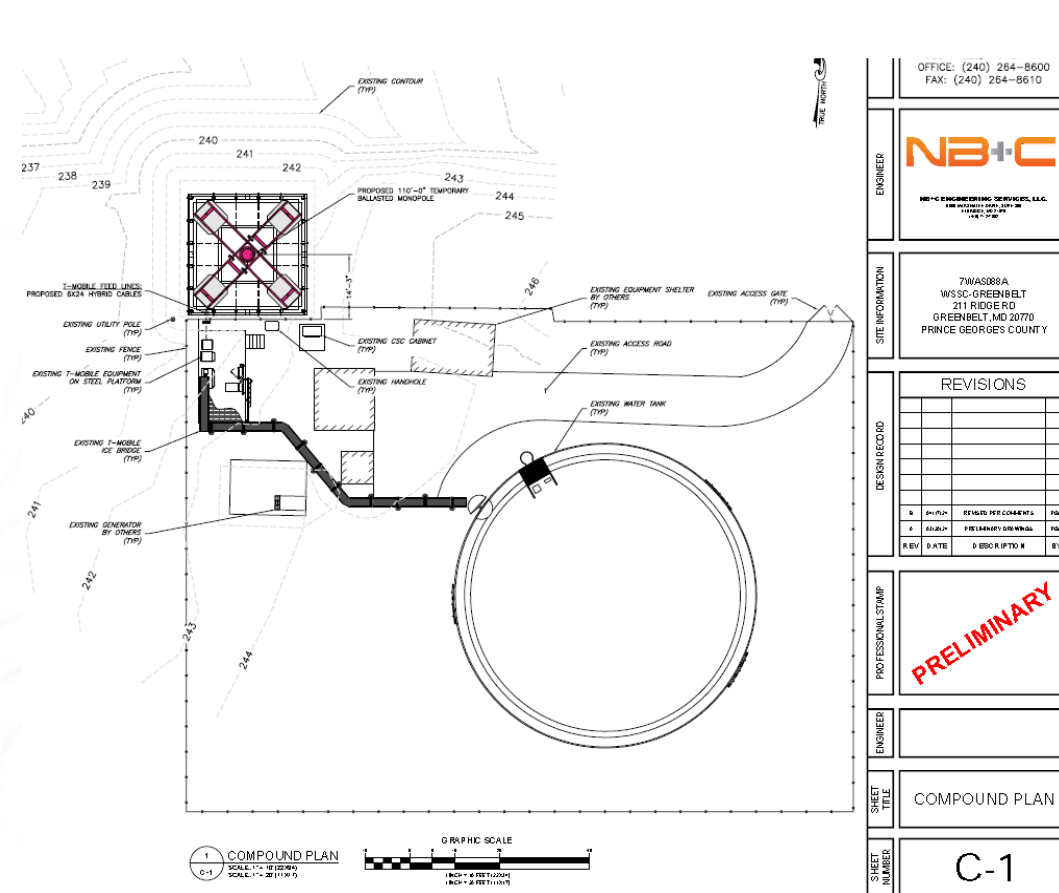 OFFICE: (240) 264-8600
FAX: (240) 264-8610
TRUE NORTH
EXISTING CONTOUR
(TYP)
240
241
242
237
238
239
243
244
245
246
PROPOSED 110'-0" TEMPORARY
BALLASTED MONOPOLE
14'-3"
T-MOBILE FEED LINES:
PROPOSED 6X24 HYBRID CABLES
EXISTING UTILITY POLE
(TYP)
EXISTING FENCE
(TYP)
EXISTING T-MOBILE EQUIPMENT
ON STEEL PLATFORM
(TYP)
EXISTING T-MOBILE
ICE BRIDGE
(TYP)
EXISTING GENERATOR
BY OTHERS
(TYP)
EXISTING CSC CABINET
(TYP)
EXISTING HANDHOLE
(TYP)
EXISTING EQUIPMENT SHELTER
BY OTHERS
(TYP)
EXISTING ACCESS GATE
(TYP)
EXISTING ACCESS ROAD
(TYP)
EXISTING WATER TANK
(TYP)
240
241
242
243
244
1
C-1
COMPOUND PLAN
GRAPHIC SCALE
ENGINEER
NB+C
NB+C ENGINEERING SERVICES, LLC.
SITE INFORMATION
7WAS088A
WSSC-GREENBELT
211 RIDGE RD
GREENBELT, MD 20770
PRINCE GEORGE'S COUNTY
DESIGN RECORD
REVISIONS
REVISED PER COMMENTS
PRELIMINARY DRAWINGS
REV DATE DESCRIPTION
PROFESSIONAL STAMP
PRELIMINARY
ENGINEER
SHEET
TITLE
COMPOUND PLAN
SHEET
NUMBER
C-1